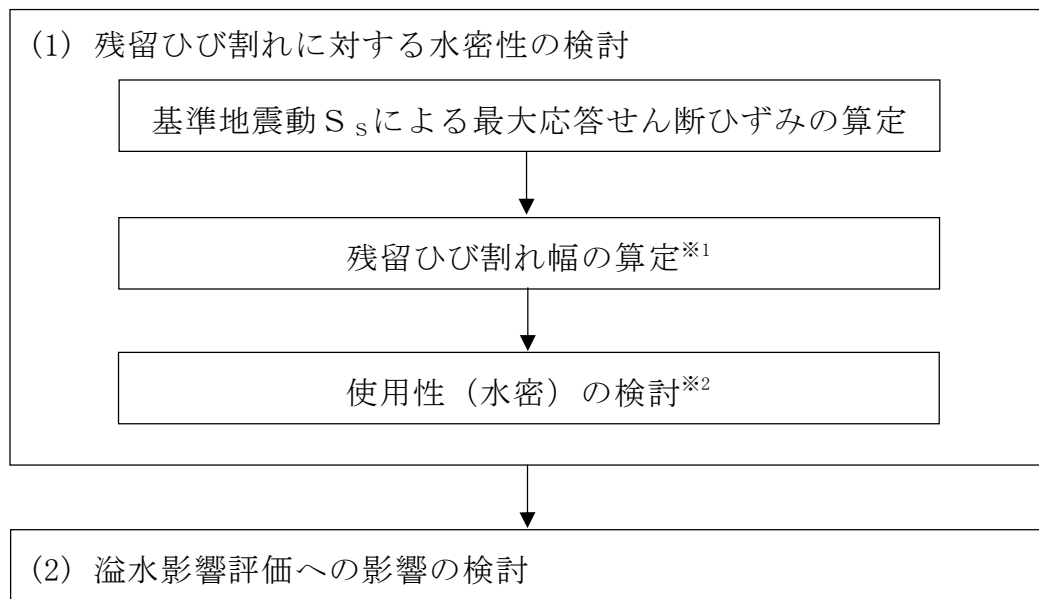 (1) 残留ひび割れに対する水密性の検討
基準地震動Ｓｓによる最大応答せん断ひずみの算定
残留ひび割れ幅の算定※1
使用性（水密）の検討※2
(2) 溢水影響評価への影響の検討